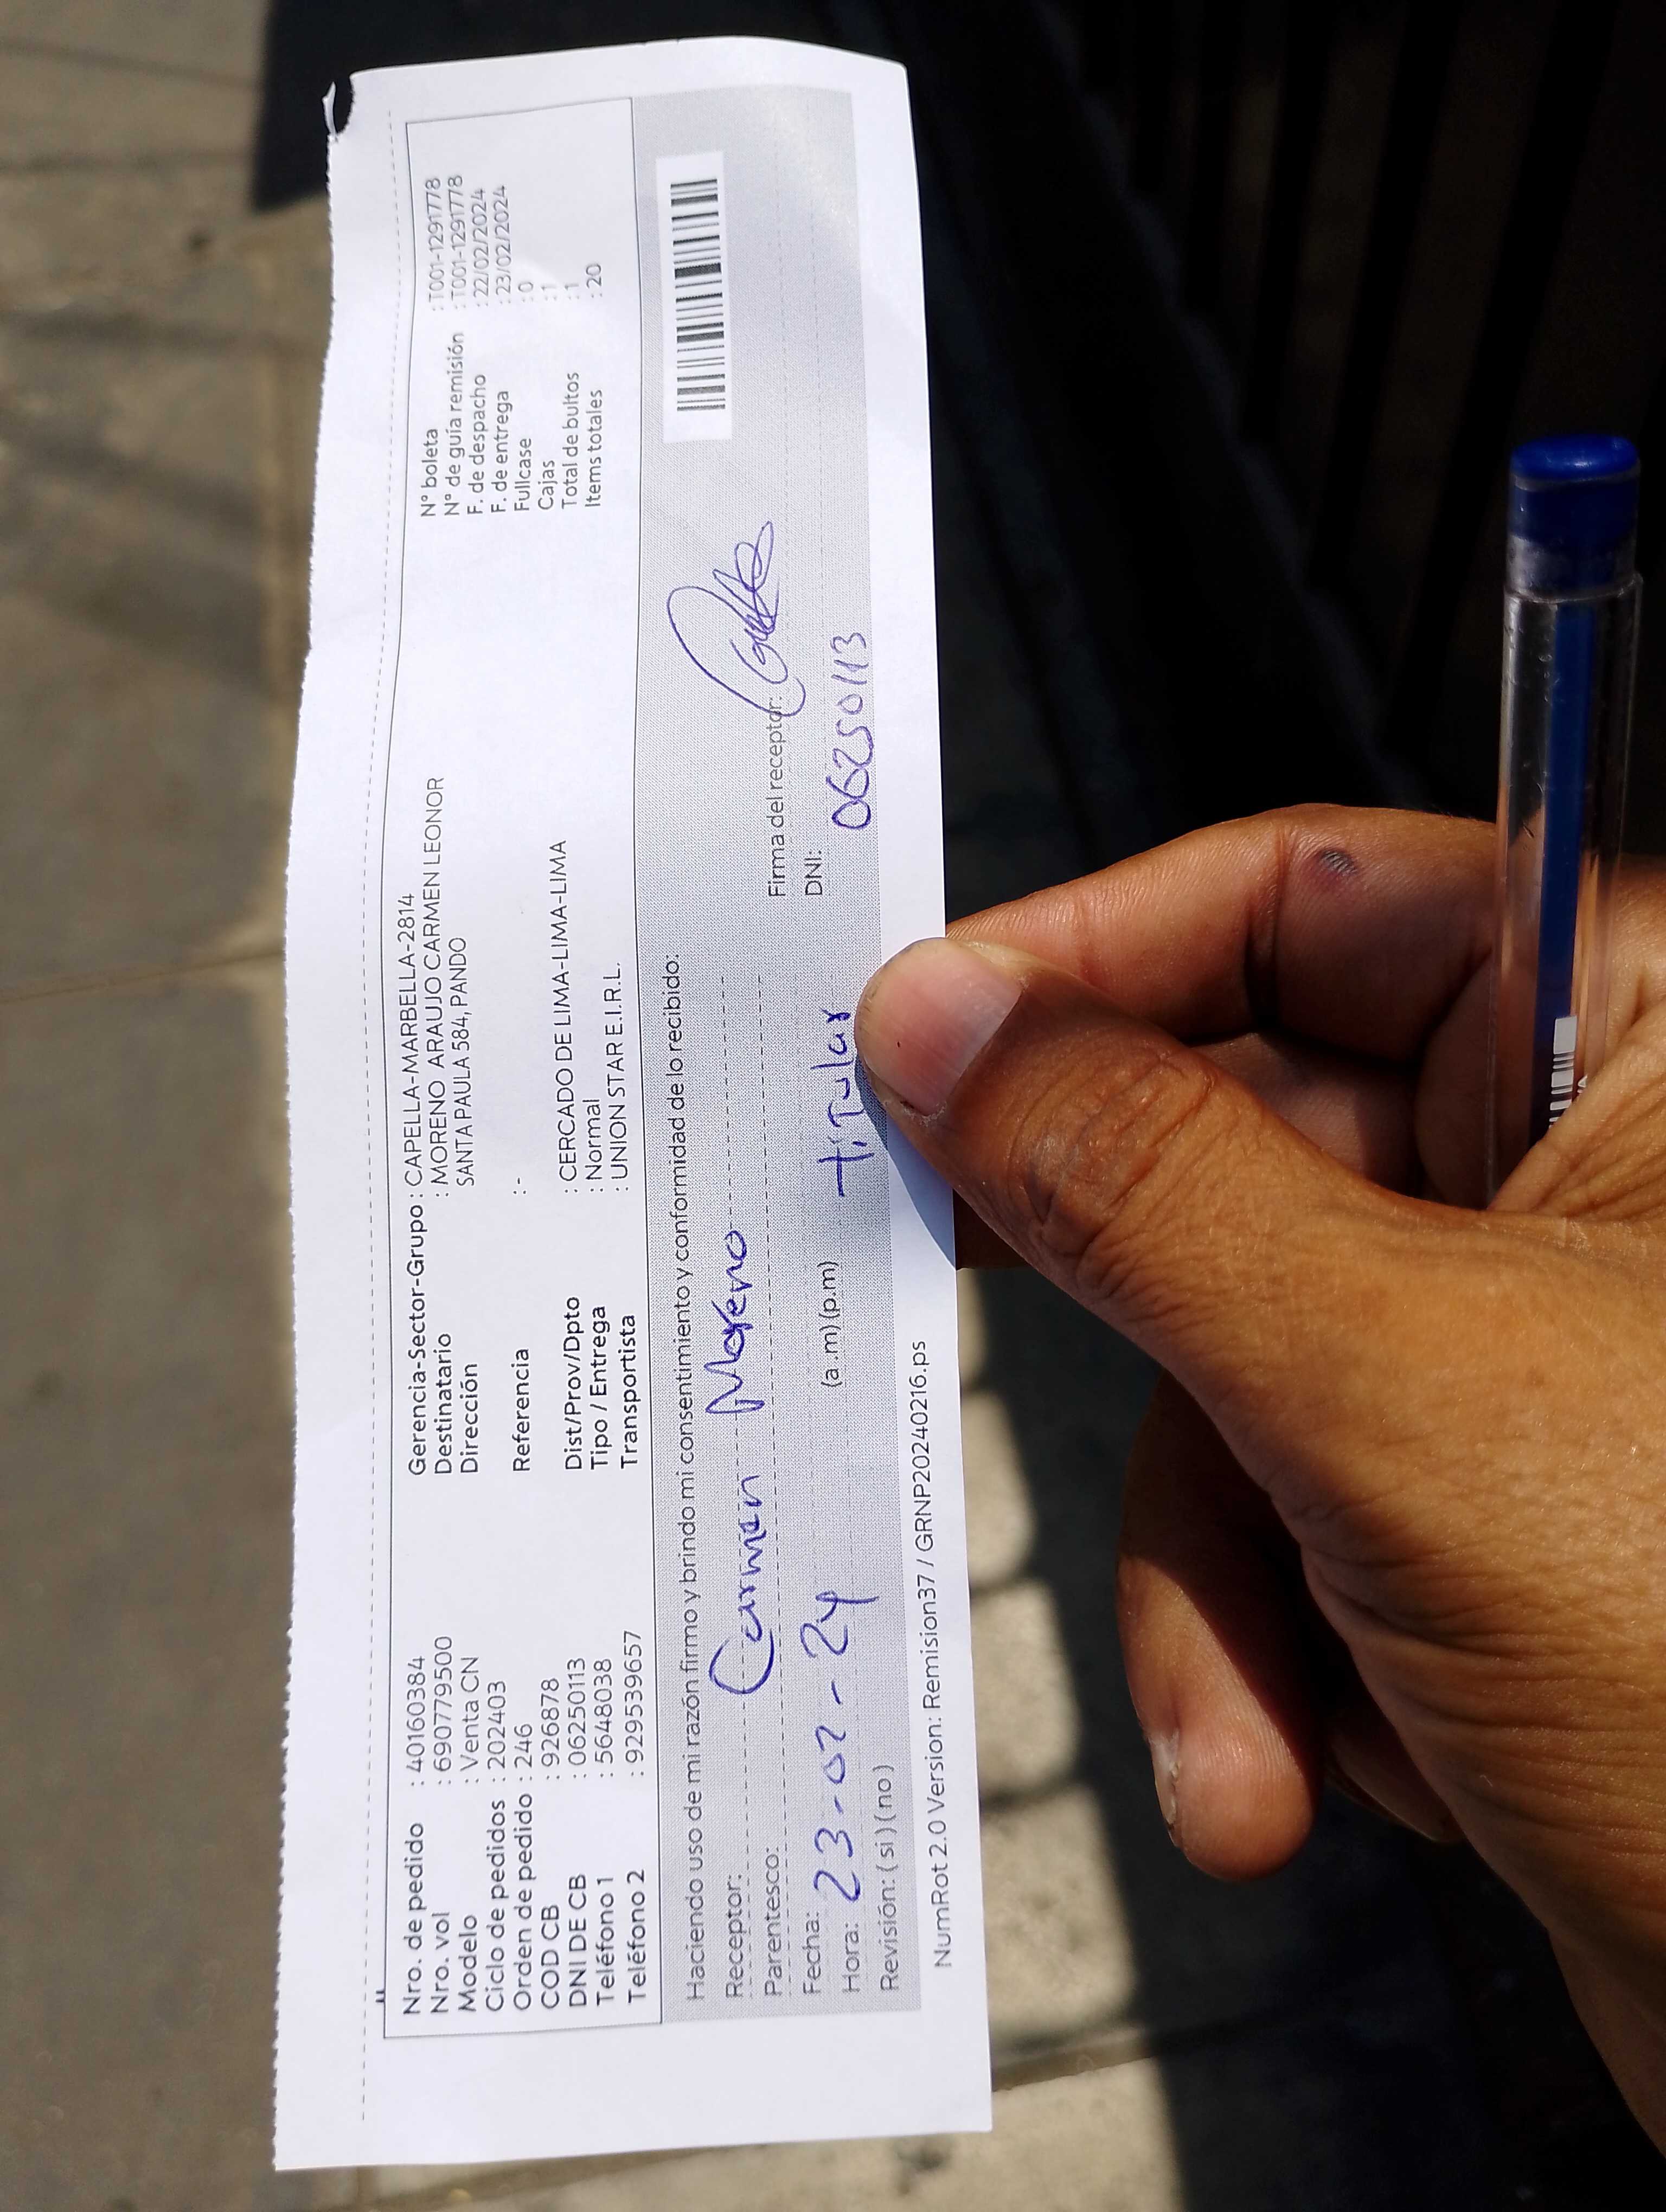 Nro. de pedido : 40160384
Nro. vol : 6907779500
Modelo : Venta CN
Ciclo de pedidos : 202403
Orden de pedido : 246
COD CB : 926878
DNI DE CB : 06250113
Teléfono 1 : 5648038
Teléfono 2 : 929539657
Gerencia-Sector-Grupo : CAPELLA-MARBELLA-2814
Destinatario : MORENO ARAUJO CARMEN LEONOR
Dirección SANTA PAULA 584, PANDO
Referencia : -
Dist/Prov/Dpto : CERCADO DE LIMA-LIMA-LIMA
Tipo / Entrega : Normal
Transportista : UNION STAR E.I.R.L.
N° boleta : T001-1291778
N° de guía remisión : T001-1291778
F. de despacho : 22/02/2024
F. de entrega : 23/02/2024
Fullcase : 0
Cajas : 1
Total de bultos : 1
Items totales : 20
Haciendo uso de mi razón firmo y brindo mi consentimiento y conformidad de lo recibido:
Receptor: Carmen Moreno
Parentesco: Firma del receptor:
Fecha: 23-02-24 titular DNI: 06250113
Hora: (a.m) (p.m)
Revisión: ( si ) ( no )
NumRot 2.0 Version: Remision37 / GRNP20240216.ps